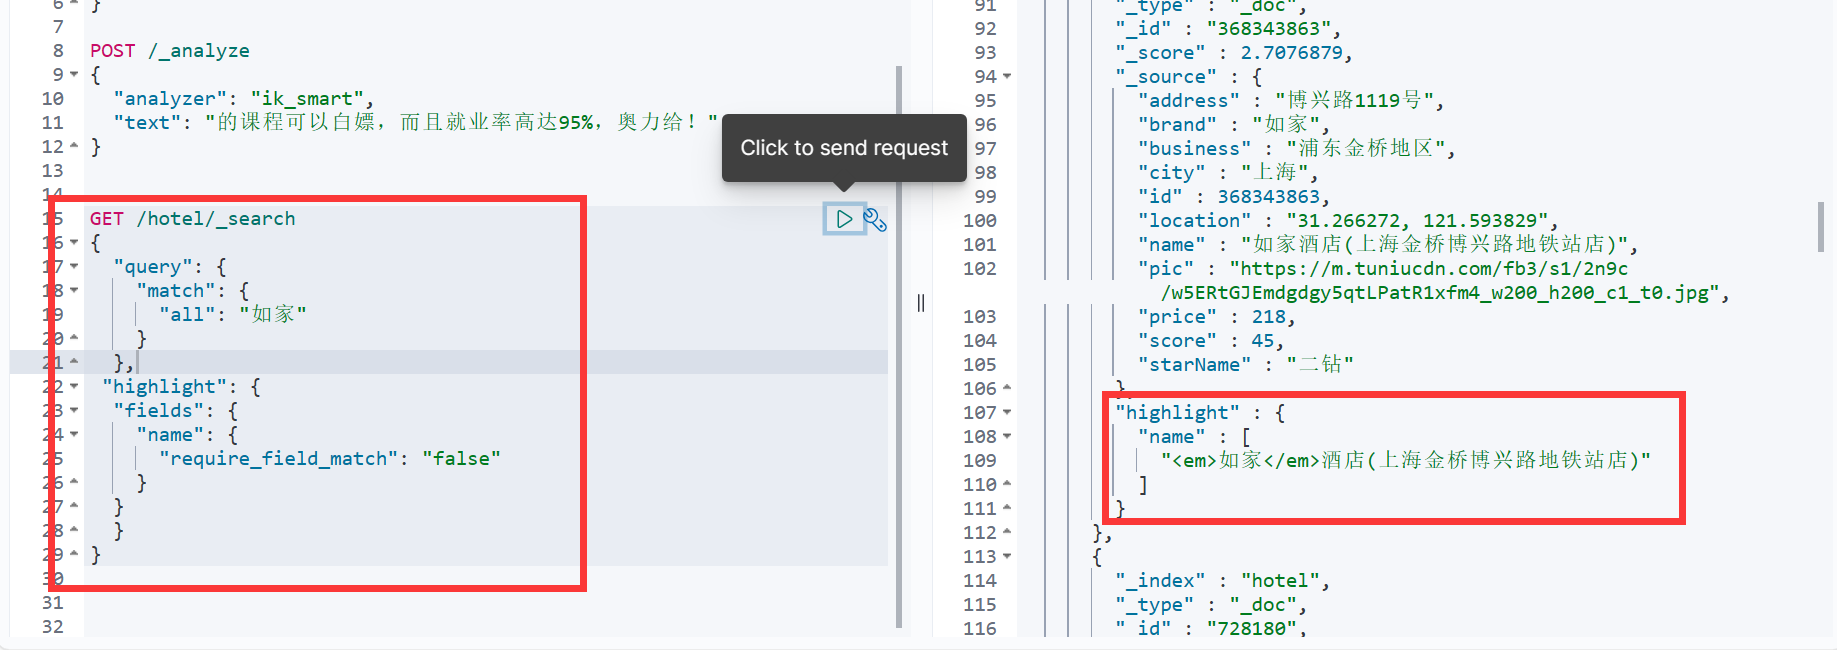 6 }
7
8 POST /_analyze
9 {
10 "analyzer": "ik_smart",
11 "text": "的课程可以白嫖，而且就业率高达95%，奥力给！"
12 }
13
14
15 GET /hotel/_search
16 {
17 "query": {
18 "match": {
19 "all": "如家"
20 }
21 },
22 "highlight": {
23 "fields": {
24 "name": {
25 "require_field_match": "false"
26 }
27 }
28 }
29 }
30
31
32
Click to send request
91 "_type" : "_doc",
92 "_id" : "368343863",
93 "_score" : 2.7076879,
94 "_source" : {
95 "address" : "博兴路1119号",
96 "brand" : "如家",
97 "business" : "浦东金桥地区",
98 "city" : "上海",
99 "id" : 368343863,
100 "location" : "31.266272, 121.593829",
101 "name" : "如家酒店(上海金桥博兴路地铁站店)",
102 "pic" : "https://m.tuniucdn.com/fb3/s1/2n9c
/w5ERtGJEmdgdgy5qtLPatR1xfm4_w200_h200_c1_t0.jpg",
103 "price" : 218,
104 "score" : 45,
105 "starName" : "二钻"
106 },
107 "highlight" : {
108 "name" : [
109 "<em>如家</em>酒店(上海金桥博兴路地铁站店)"
110 ]
111 }
112 },
113 {
114 "_index" : "hotel",
115 "_type" : "_doc",
116 "_id" : "728180",